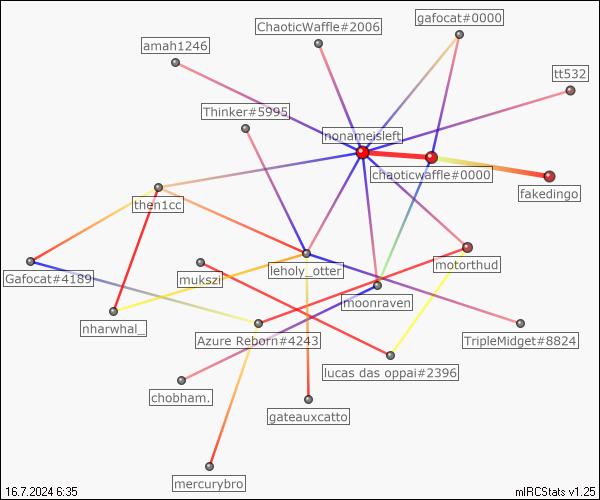 ChaoticWaffle#2006
gafocat#0000
amah1246
tt532
Thinker#5995
nonameisleft
chaoticwaffle#0000
fakedingo
then1cc
leholy_otter
motorthud
Gafocat#4189
mukszi
moonraven
nharwhal_
Azure Reborn#4243
TripleMidget#8824
lucas das oppai#2396
chobham.
gateauxcatto
mercurybro
16.7.2024 6:35
mIRCStats v1.25